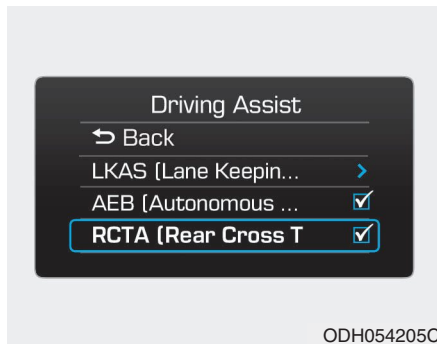 Driving Assist
Back
LKAS (Lane Keepin...
AEB (Autonomous ...
RCTA (Rear Cross T
ODH054205C